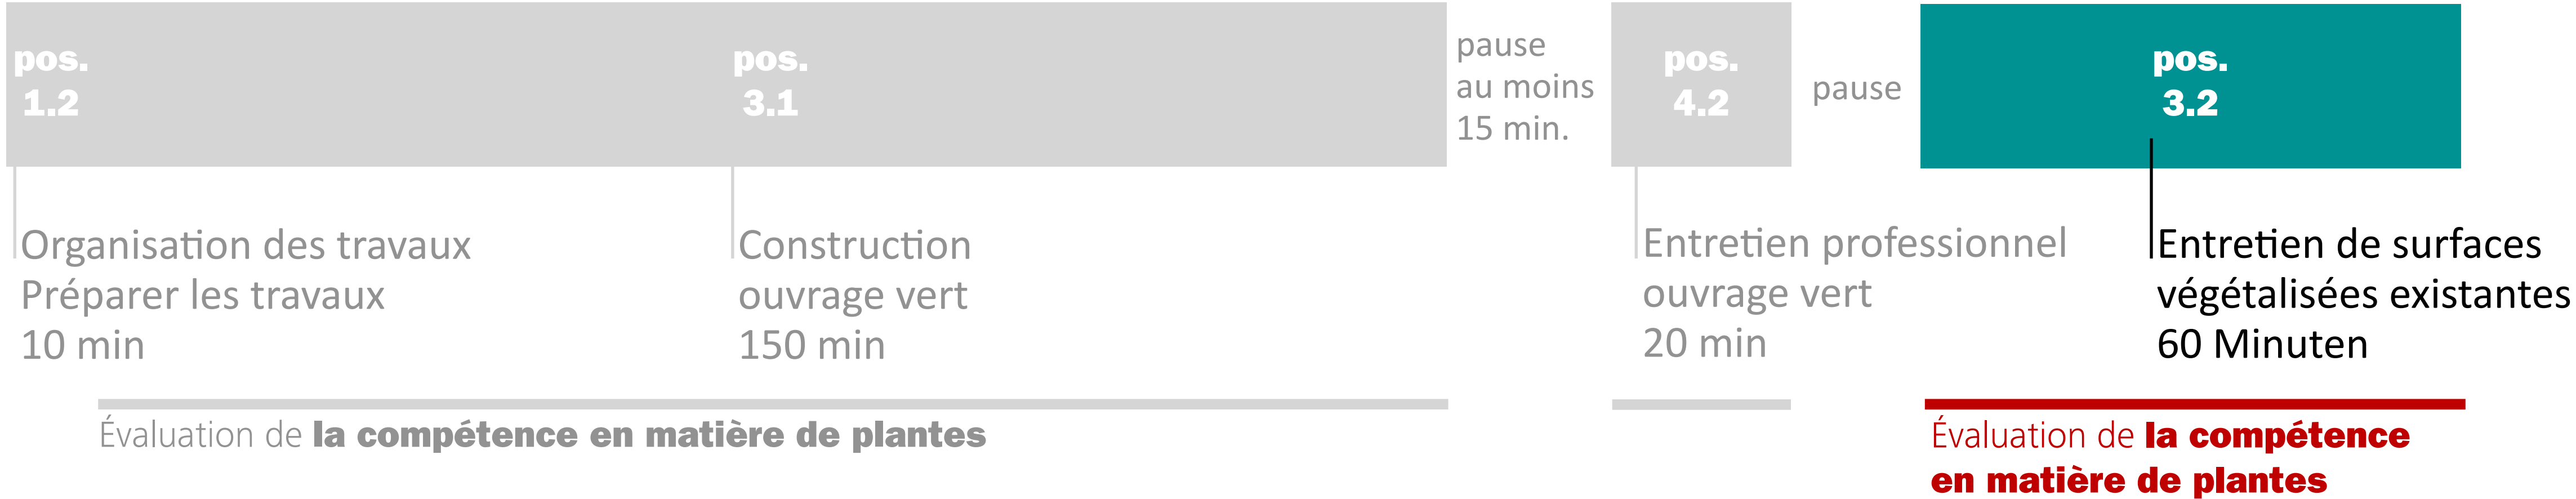 pos.
1.2
pos.
3.1
pause
au moins
15 min.
pos.
4.2
pause
pos.
3.2
Organisation des travaux
Préparer les travaux
10 min
Construction
ouvrage vert
150 min
Entretien professionnel
ouvrage vert
20 min
Entretien de surfaces
végétalisées existantes
60 Minuten
Évaluation de la compétence en matière de plantes
Évaluation de la compétence
en matière de plantes